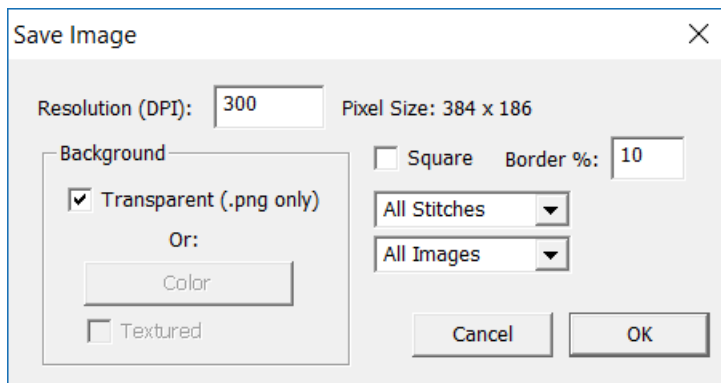 Save Image
Resolution (DPI): 300 Pixel Size: 384 x 186
Background
Transparent (.png only)
Or:
Color
Textured
Square Border %: 10
All Stitches
All Images
Cancel OK